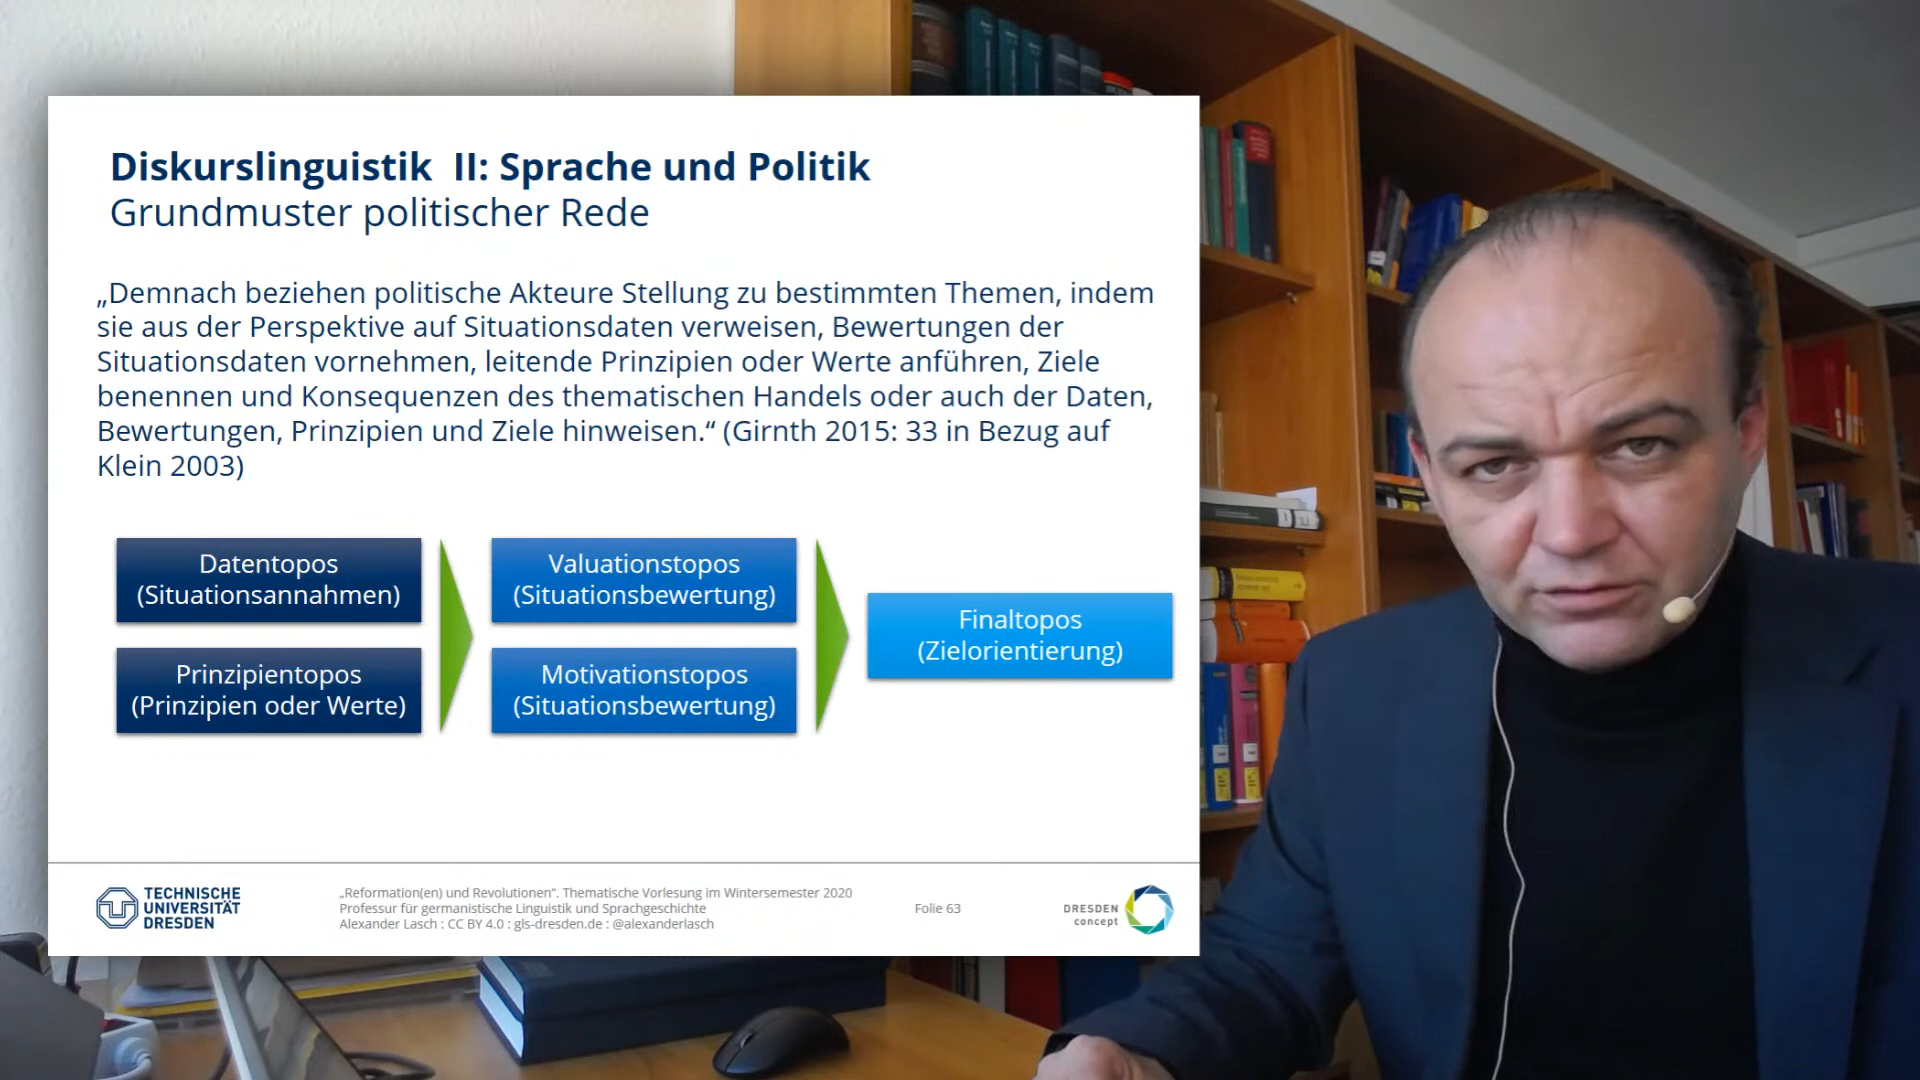 Diskurslinguistik II: Sprache und Politik
Grundmuster politischer Rede
„Demnach beziehen politische Akteure Stellung zu bestimmten Themen, indem
sie aus der Perspektive auf Situationsdaten verweisen, Bewertungen der
Situationsdaten vornehmen, leitende Prinzipien oder Werte anführen, Ziele
benennen und Konsequenzen des thematischen Handels oder auch der Daten,
Bewertungen, Prinzipien und Ziele hinweisen.“ (Girnth 2015: 33 in Bezug auf
Klein 2003)
Datentopos
(Situationsannahmen)
Prinzipientopos
(Prinzipien oder Werte)
Valuationstopos
(Situationsbewertung)
Motivationstopos
(Situationsbewertung)
Finaltopos
(Zielorientierung)
TECHNISCHE
UNIVERSITÄT
DRESDEN
„Reformation(en) und Revolutionen“. Thematische Vorlesung im Wintersemester 2020
Professur für germanistische Linguistik und Sprachgeschichte
Alexander Lasch : CC BY 4.0 : gls-dresden.de : @alexanderlasch
Folie 63
DRESDEN
concept